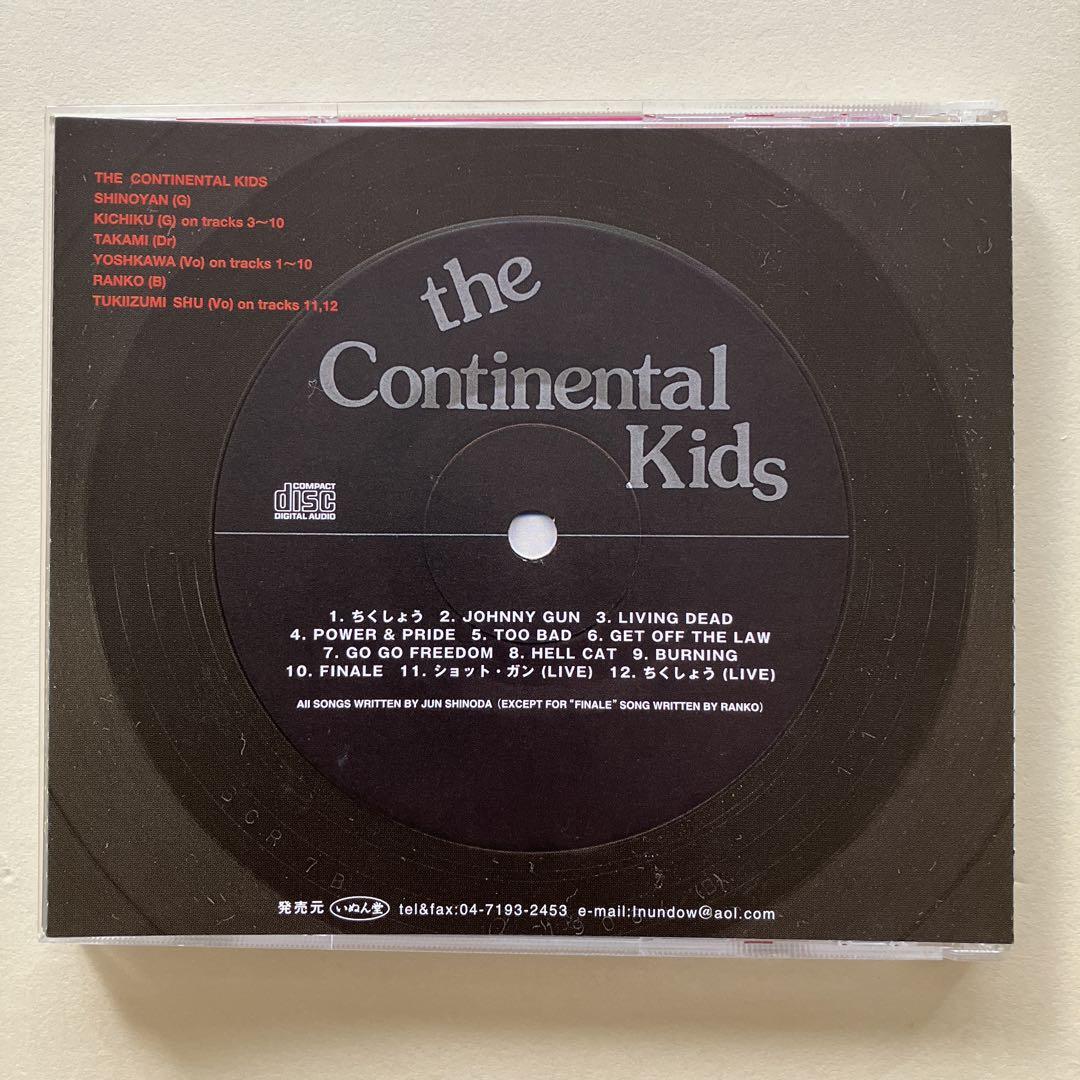 THE CONTINENTAL KIDS
SHINOYAN (G)
KICHIKU (G) on tracks 3〜10
TAKAMI (Dr)
YOSHKAWA (Vo) on tracks 1〜10
RANKO (B)
TUKIIZUMI SHU (Vo) on tracks 11,12
the
Continental
Kids
COMPACT
disc
DIGITAL AUDIO
1. ちくしょう 2. JOHNNY GUN 3. LIVING DEAD
4. POWER & PRIDE 5. TOO BAD 6. GET OFF THE LAW
7. GO GO FREEDOM 8. HELL CAT 9. BURNING
10. FINALE 11. ショット・ガン (LIVE) 12. ちくしょう (LIVE)
All SONGS WRITTEN BY JUN SHINODA (EXCEPT FOR "FINALE" SONG WRITTEN BY RANKO)
BCR 7B
発売元 いぬん堂 tel&fax:04-7193-2453 e-mail:Inundow@aol.com